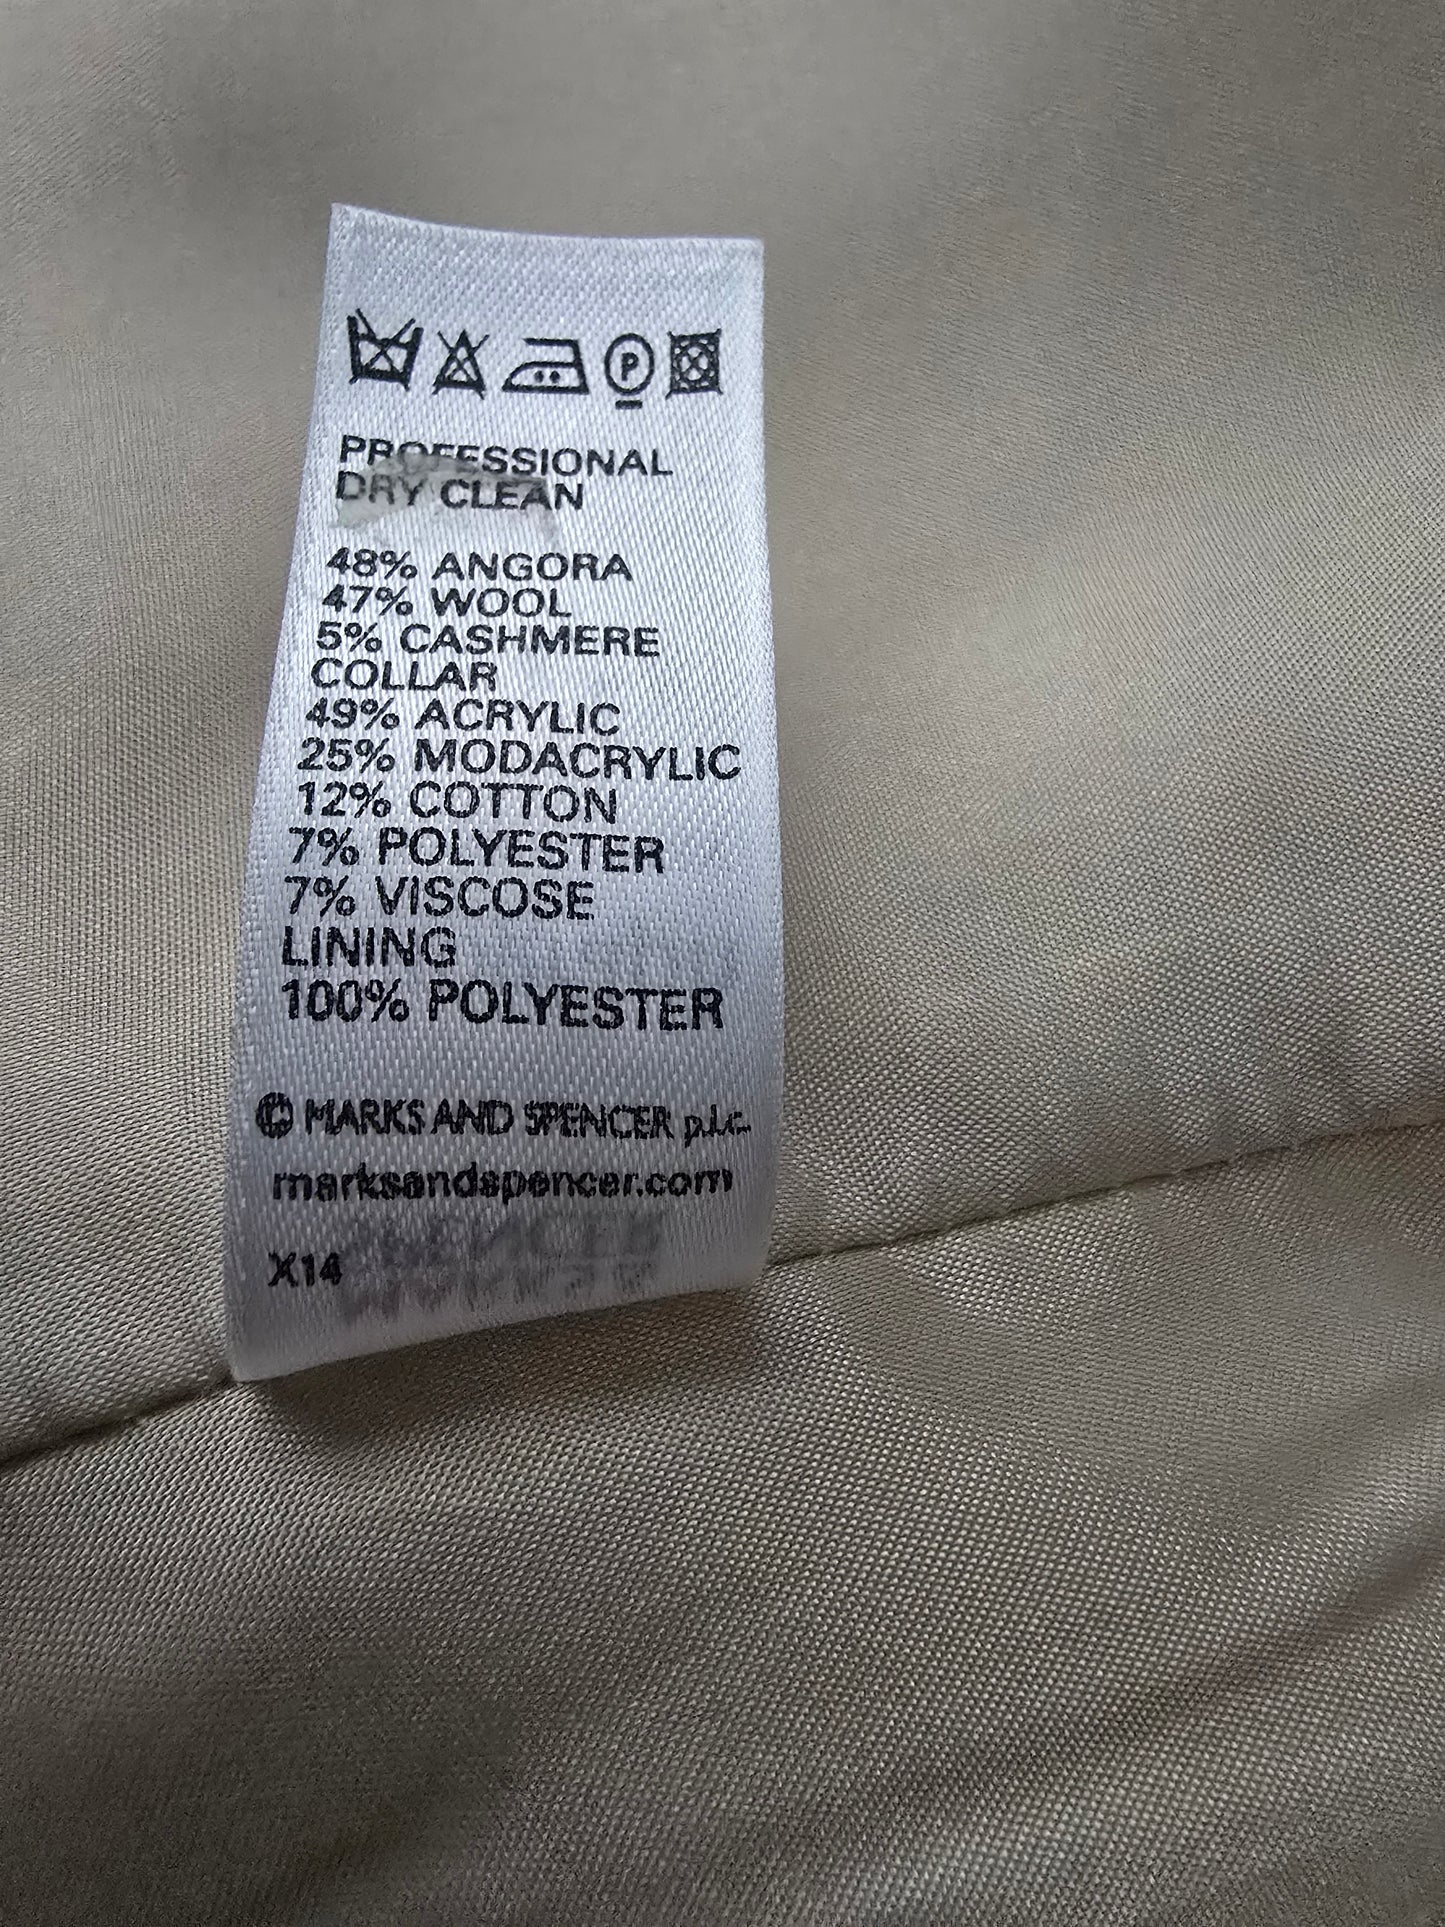 P
PROFESSIONAL
DRY CLEAN
48% ANGORA
47% WOOL
5% CASHMERE
COLLAR
49% ACRYLIC
25% MODACRYLIC
12% COTTON
7% POLYESTER
7% VISCOSE
LINING
100% POLYESTER
© MARKS AND SPENCER p.l.c.
marksandspencer.com
X14